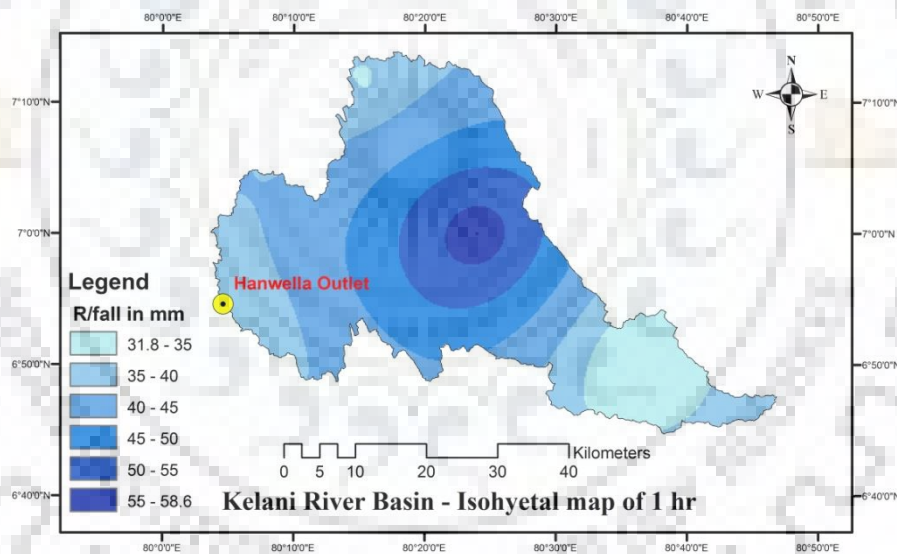 80°0'0"E 80°10'0"E 80°20'0"E 80°30'0"E 80°40'0"E 80°50'0"E
N
W E
S
7°10'0"N 7°10'0"N
7°0'0"N 7°0'0"N
Hanwella Outlet
Legend
R/fall in mm
31.8 - 35
35 - 40
40 - 45
45 - 50
50 - 55
55 - 58.6
6°50'0"N 6°50'0"N
Kilometers
0 5 10 20 30 40
6°40'0"N 6°40'0"N
Kelani River Basin - Isohyetal map of 1 hr
80°0'0"E 80°10'0"E 80°20'0"E 80°30'0"E 80°40'0"E 80°50'0"E